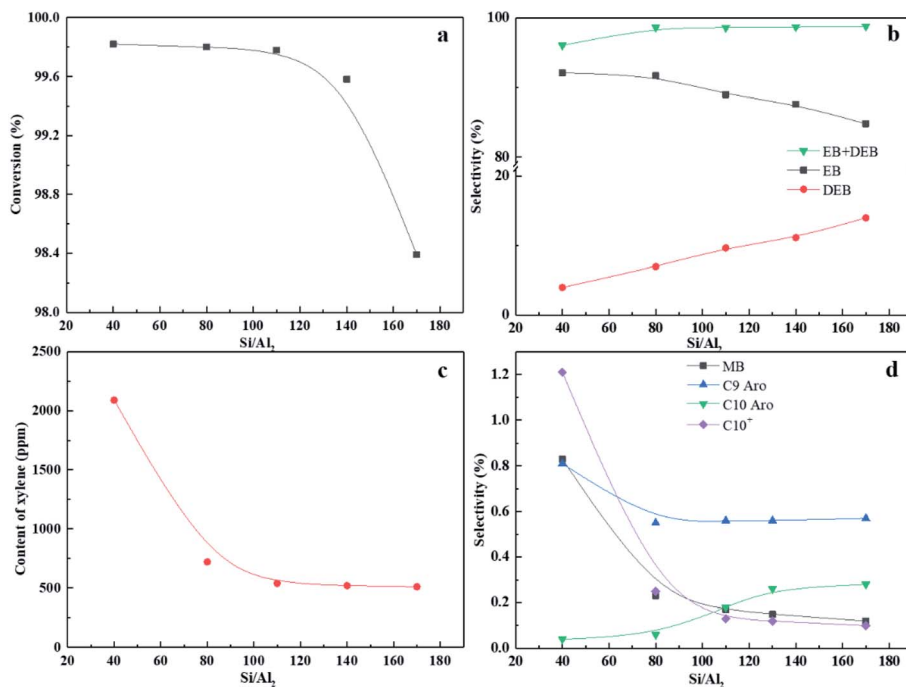 a
100.0
99.6
99.2
98.8
98.4
98.0
Conversion (%)
20 40 60 80 100 120 140 160 180
Si/Al₂
b
100
80
20
0
Selectivity (%)
EB+DEB
EB
DEB
20 40 60 80 100 120 140 160 180
Si/Al₂
c
2500
2000
1500
1000
500
0
Content of xylene (ppm)
20 40 60 80 100 120 140 160 180
Si/Al₂
d
1.2
1.0
0.8
0.6
0.4
0.2
0.0
Selectivity (%)
MB
C9 Aro
C10 Aro
C10⁺
20 40 60 80 100 120 140 160 180
Si/Al₂